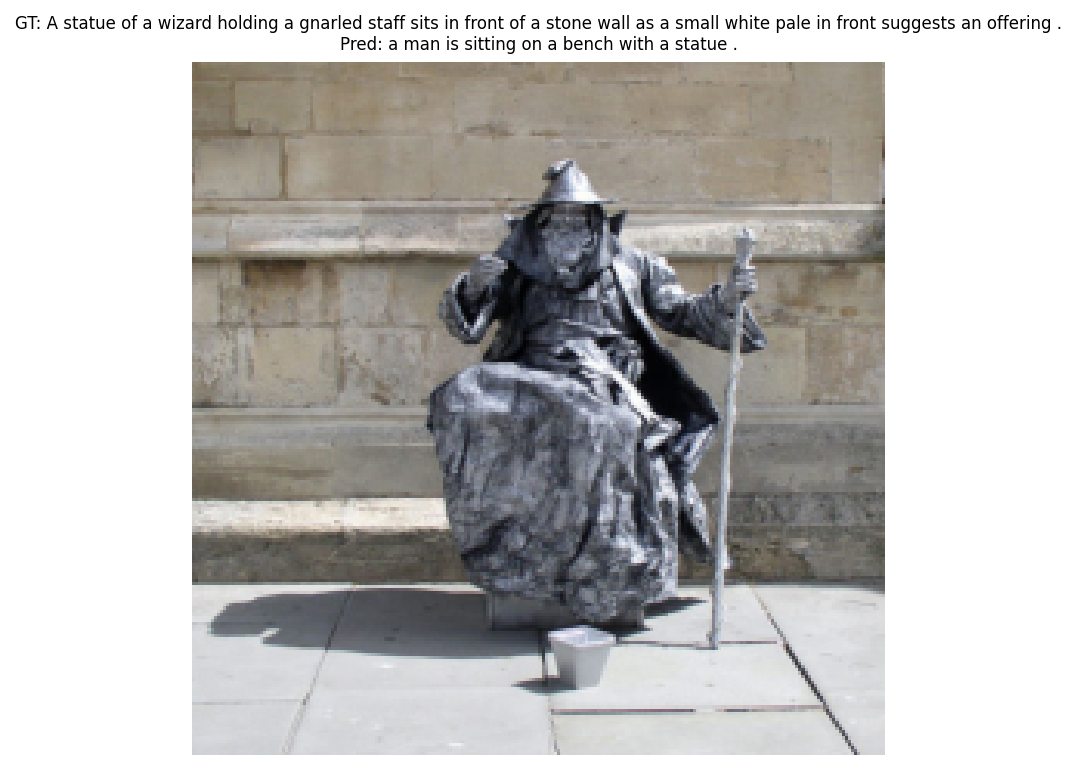 GT: A statue of a wizard holding a gnarled staff sits in front of a stone wall as a small white pale in front suggests an offering .
Pred: a man is sitting on a bench with a statue .